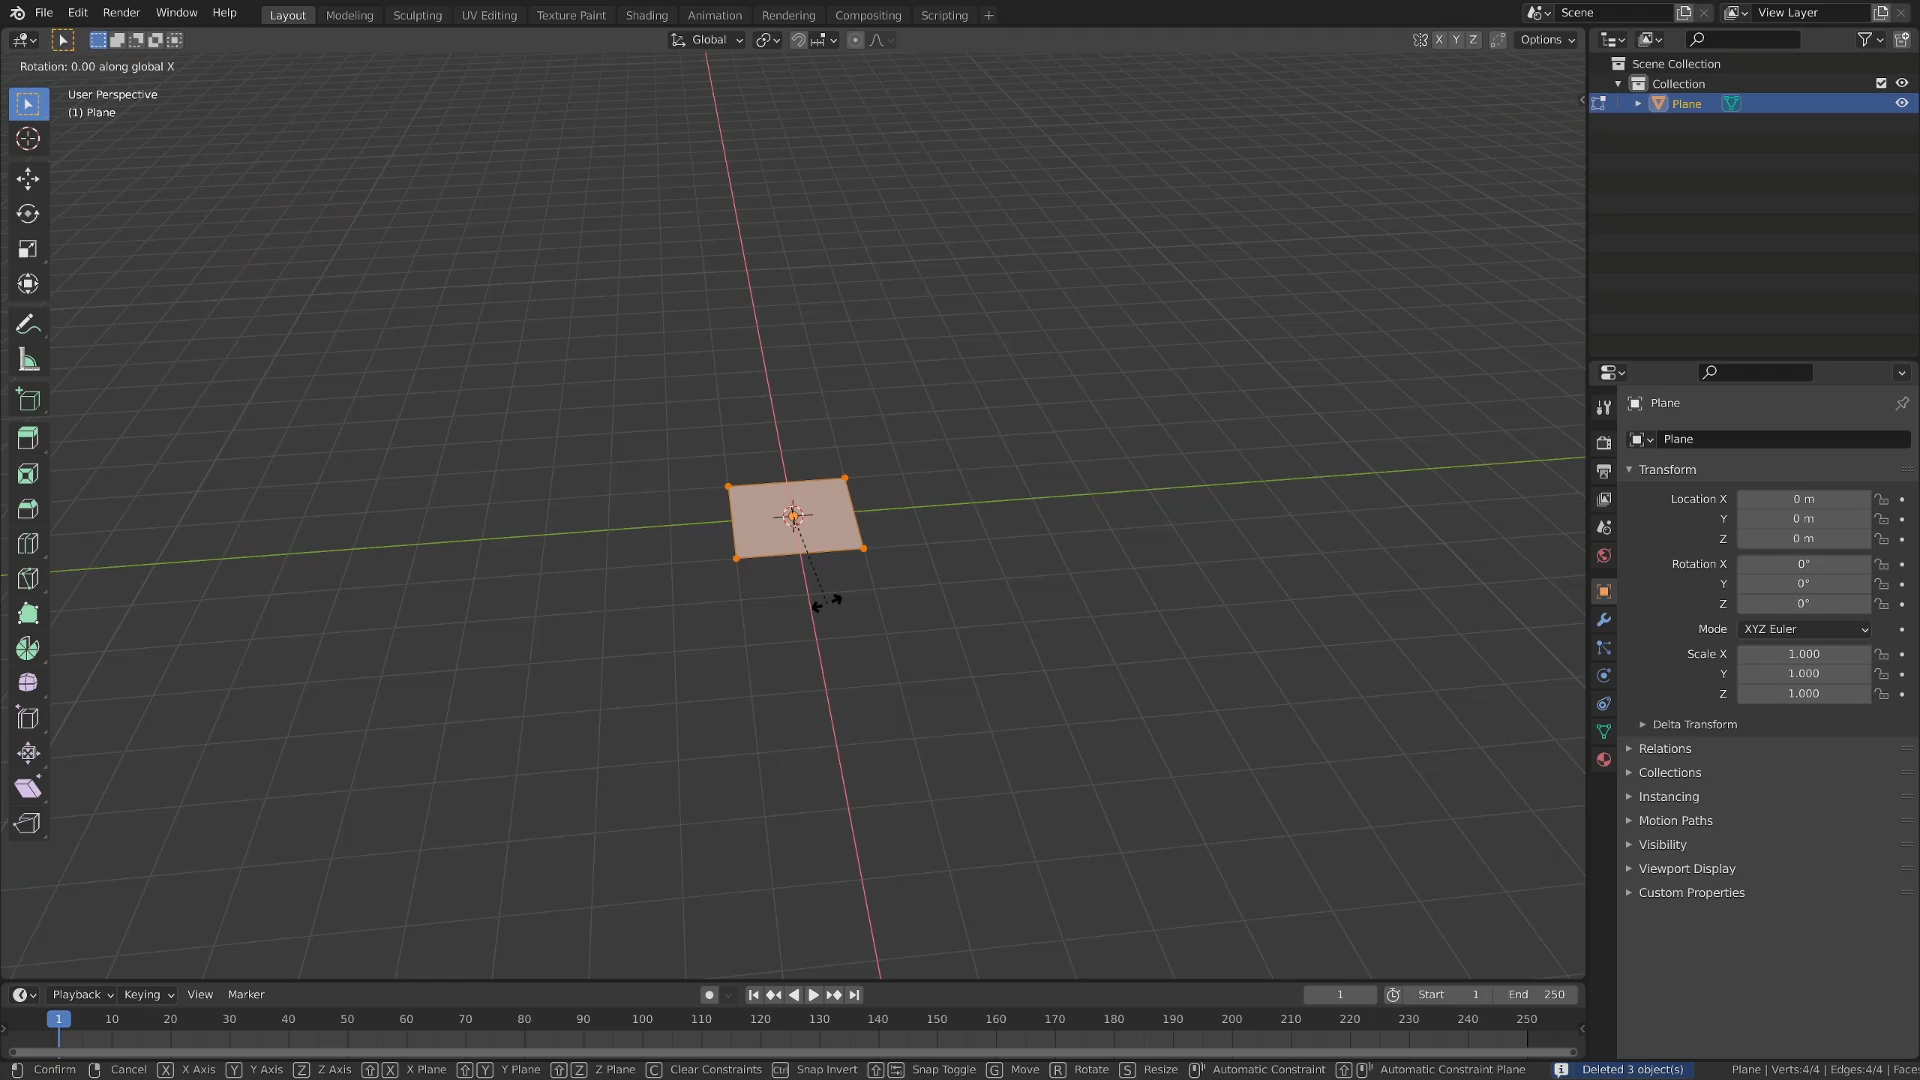 File Edit Render Window Help Layout Modeling Sculpting UV Editing Texture Paint Shading Animation Rendering Compositing Scripting + Scene View Layer
Global X Y Z Options
Rotation: 0.00 along global X
User Perspective
(1) Plane
Scene Collection
Collection
Plane
Plane
Plane
Transform
Location X 0 m
Y 0 m
Z 0 m
Rotation X 0°
Y 0°
Z 0°
Mode XYZ Euler
Scale X 1.000
Y 1.000
Z 1.000
Delta Transform
Relations
Collections
Instancing
Motion Paths
Visibility
Viewport Display
Custom Properties
Playback Keying View Marker 1 Start 1 End 250
1 10 20 30 40 50 60 70 80 90 100 110 120 130 140 150 160 170 180 190 200 210 220 230 240 250
Confirm Cancel X X Axis Y Y Axis Z Z Axis X X Plane Y Y Plane Z Z Plane C Clear Constraints Ctrl Snap Invert Snap Toggle G Move R Rotate S Resize Automatic Constraint Automatic Constraint Plane Deleted 3 object(s) Plane | Verts:4/4 | Edges:4/4 | Faces